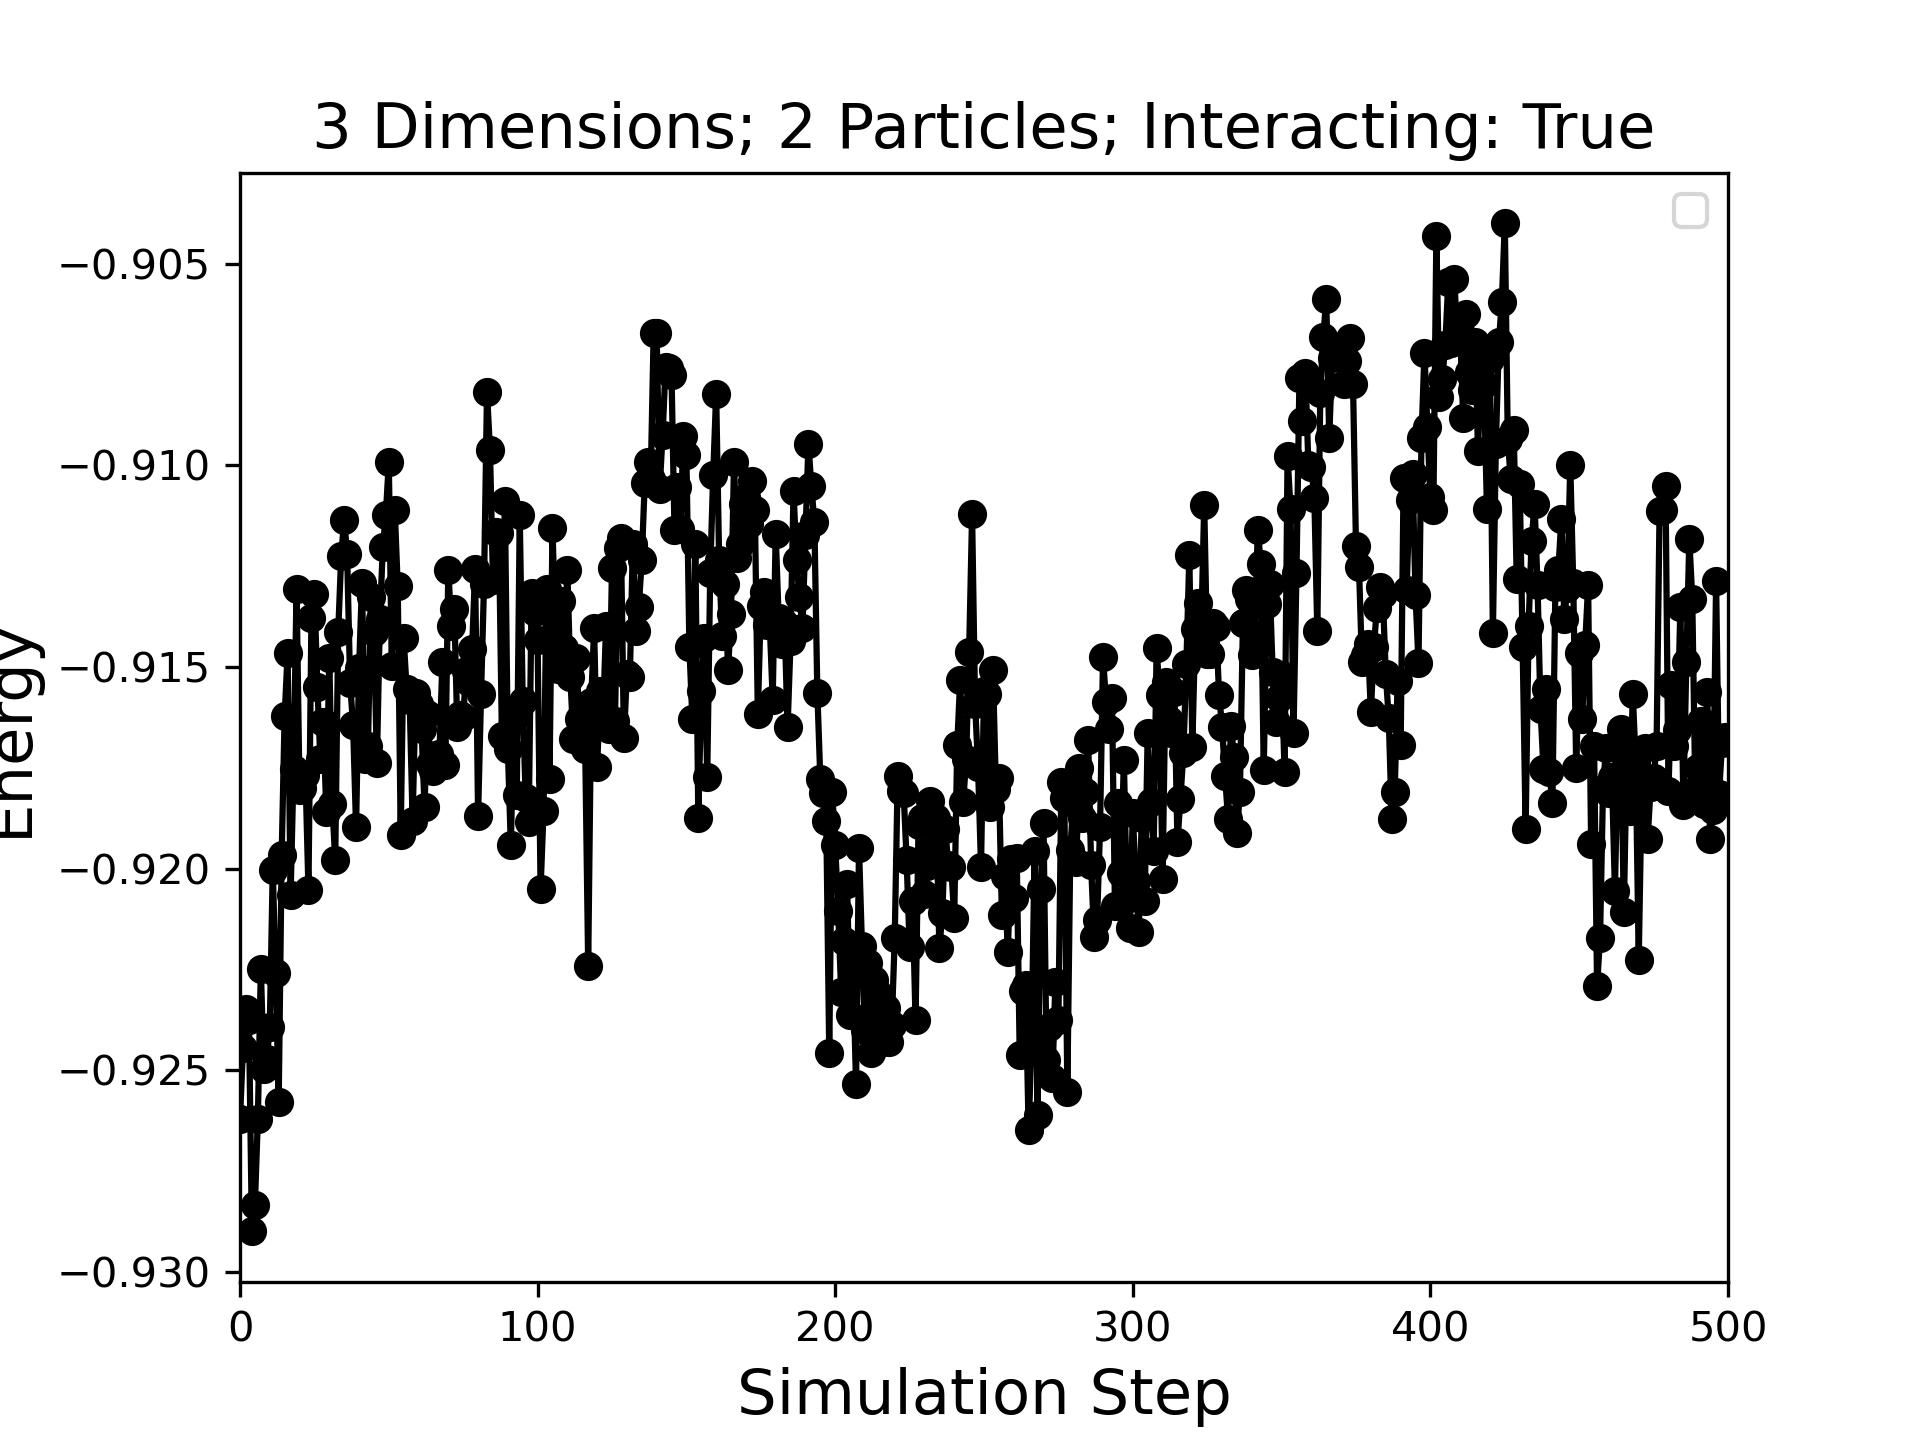 3 Dimensions; 2 Particles; Interacting: True
−0.905
−0.910
−0.915
−0.920
−0.925
−0.930
Energy
0 100 200 300 400 500
Simulation Step